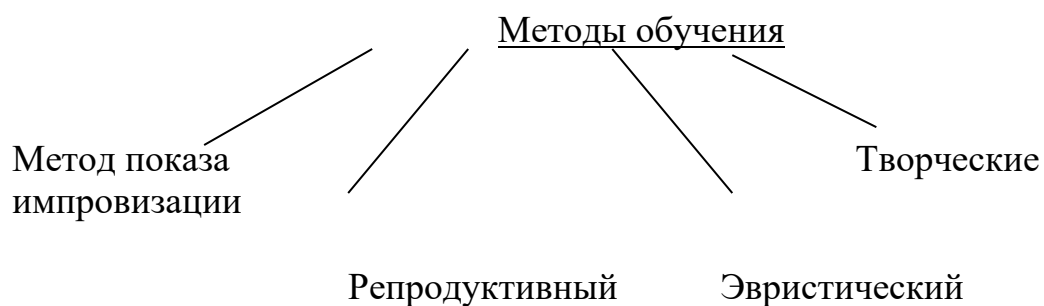 Методы обучения
Метод показа
импровизации
Творческие
Репродуктивный
Эвристический